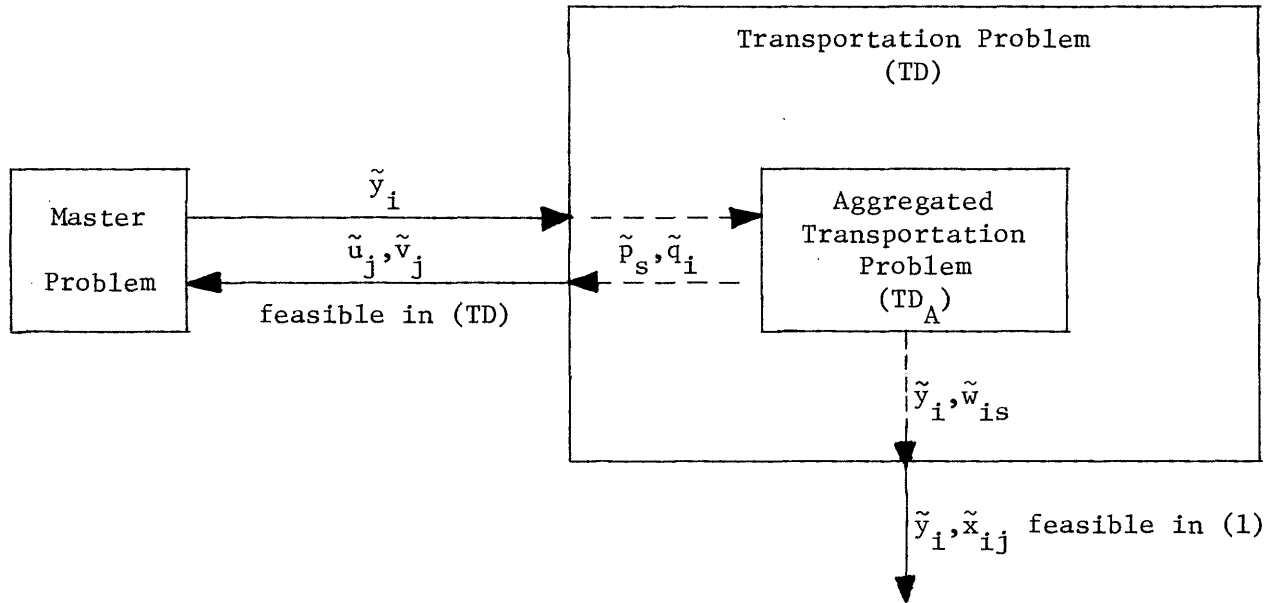 Transportation Problem
(TD)
Master
Problem
ỹ_i
ũ_j,ṽ_j
feasible in (TD)
p̃_s,q̃_i
Aggregated
Transportation
Problem
(TD_A)
ỹ_i,w̃_is
ỹ_i,x̃_ij feasible in (1)